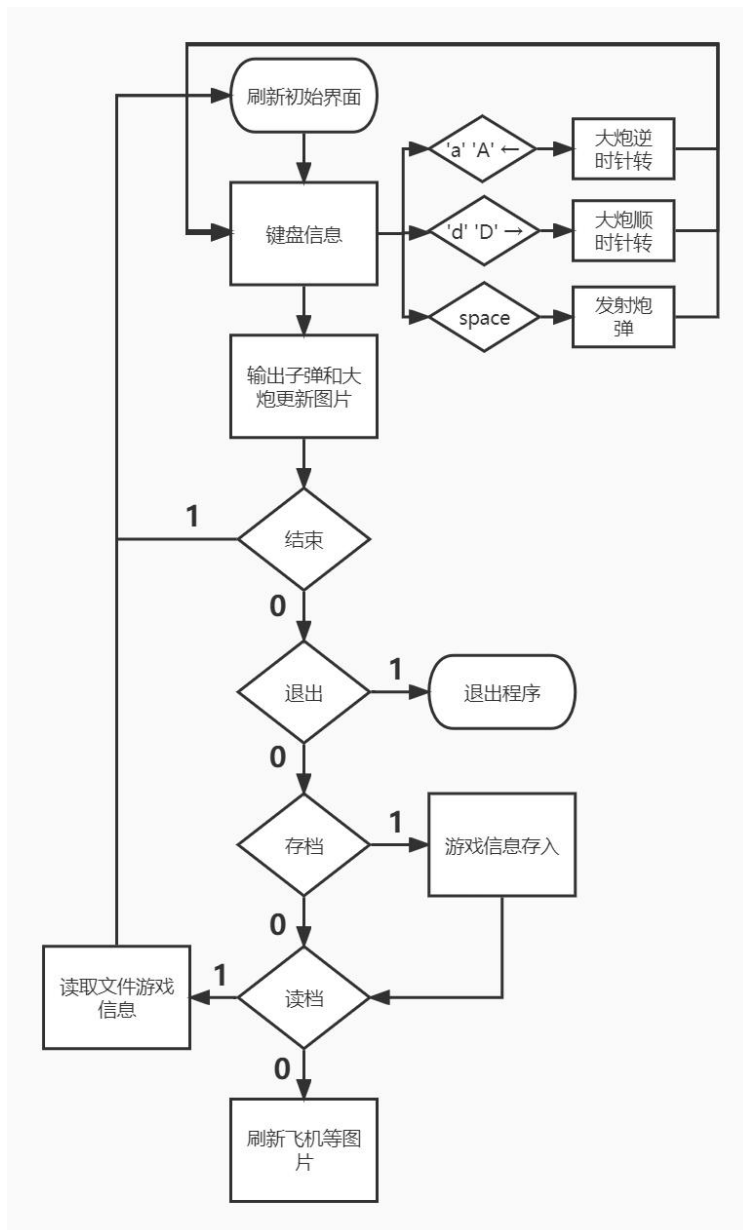 刷新初始界面
'a' 'A' ←
大炮逆
时针转
键盘信息
'd' 'D' →
大炮顺
时针转
space
发射炮
弹
输出子弹和大
炮更新图片
1
结束
0
退出
1
退出程序
0
存档
1
游戏信息存入
0
读取文件游戏
信息
1
读档
0
刷新飞机等图
片